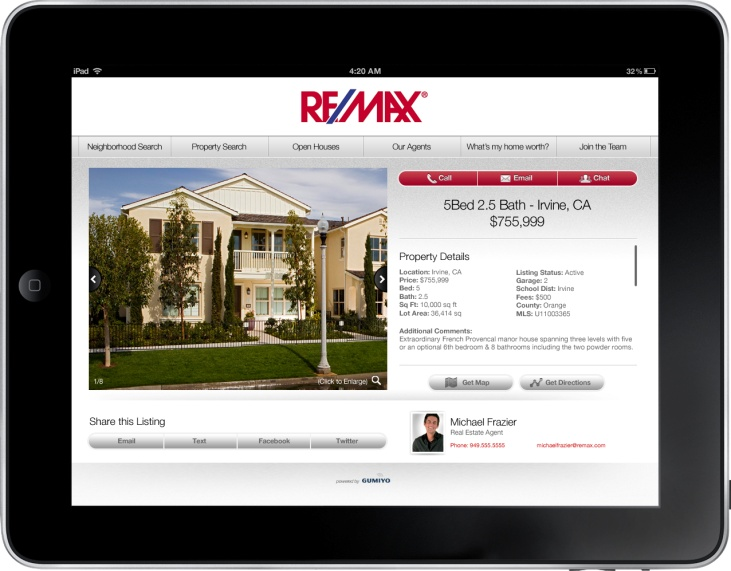 iPad 4:20 AM 32%
RE/MAX®
Neighborhood Search Property Search Open Houses Our Agents What's my home worth? Join the Team
Call Email Chat
5Bed 2.5 Bath - Irvine, CA
$755,999
Property Details
Location: Irvine, CA
Price: $755,999
Bed: 5
Bath: 2.5
Sq Ft: 10,000 sq ft
Lot Area: 36,414 sq
Listing Status: Active
Garage: 2
School Dist: Irvine
Fees: $500
County: Orange
MLS: U11003365
Additional Comments:
Extraordinary French Provencal manor house spanning three levels with five
or an optional 6th bedroom & 8 bathrooms including the two powder rooms.
1/8 (Click to Enlarge)
Get Map Get Directions
Share this Listing
Email Text Facebook Twitter
Michael Frazier
Real Estate Agent
Phone: 949.555.5555 michaelfrazier@remax.com
powered by GUMIYO